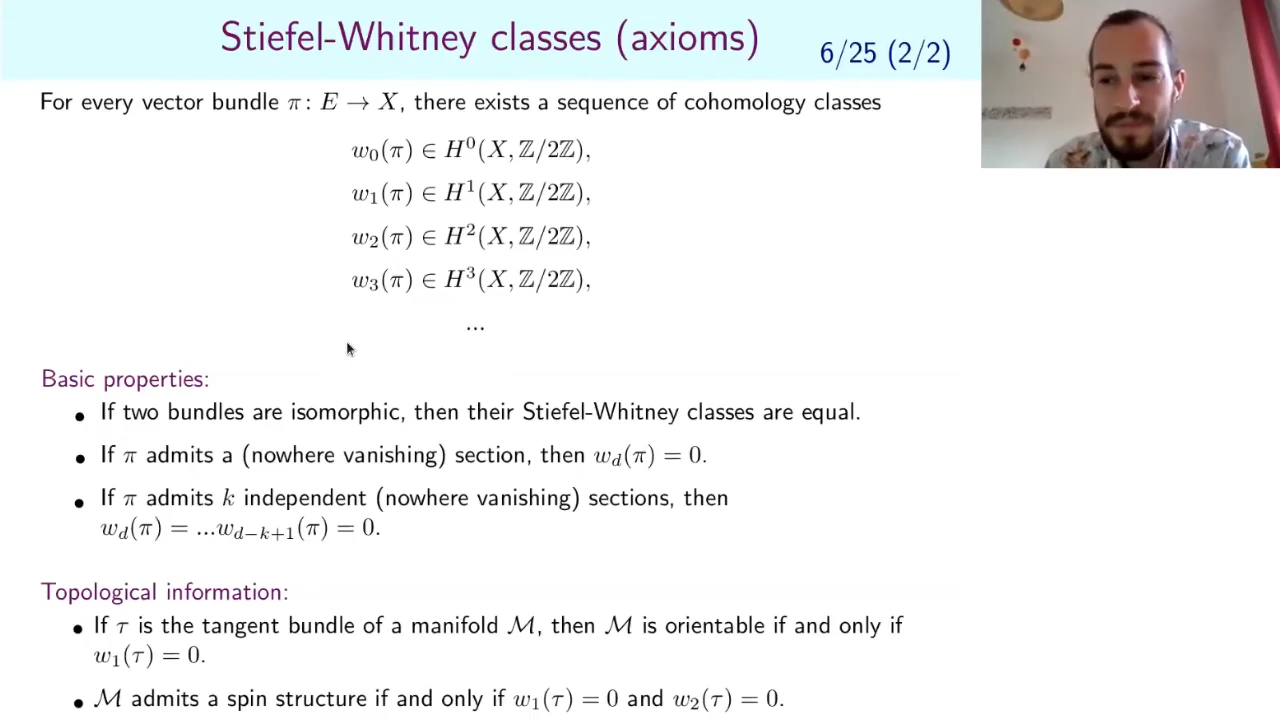 Stiefel-Whitney classes (axioms)
6/25 (2/2)
For every vector bundle π: E → X, there exists a sequence of cohomology classes
w₀(π) ∈ H⁰(X, ℤ/2ℤ),
w₁(π) ∈ H¹(X, ℤ/2ℤ),
w₂(π) ∈ H²(X, ℤ/2ℤ),
w₃(π) ∈ H³(X, ℤ/2ℤ),
...
Basic properties:
• If two bundles are isomorphic, then their Stiefel-Whitney classes are equal.
• If π admits a (nowhere vanishing) section, then w_d(π) = 0.
• If π admits k independent (nowhere vanishing) sections, then
w_d(π) = ...w_{d−k+1}(π) = 0.
Topological information:
• If τ is the tangent bundle of a manifold ℳ, then ℳ is orientable if and only if
w₁(τ) = 0.
• ℳ admits a spin structure if and only if w₁(τ) = 0 and w₂(τ) = 0.